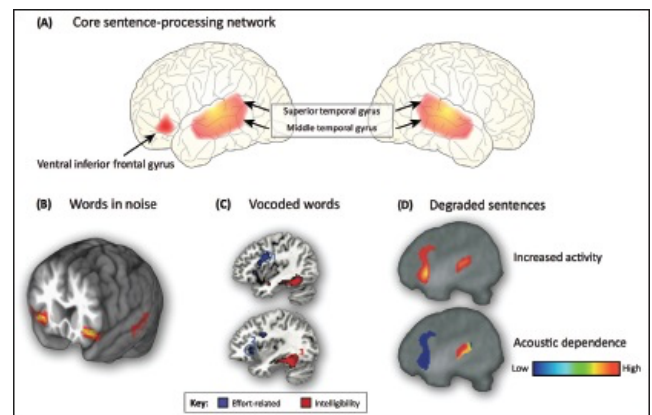 (A) Core sentence-processing network
Superior temporal gyrus
Middle temporal gyrus
Ventral inferior frontal gyrus
(B) Words in noise
(C) Vocoded words
(D) Degraded sentences
Increased activity
Acoustic dependence
Low High
Key: Effort-related Intelligibility